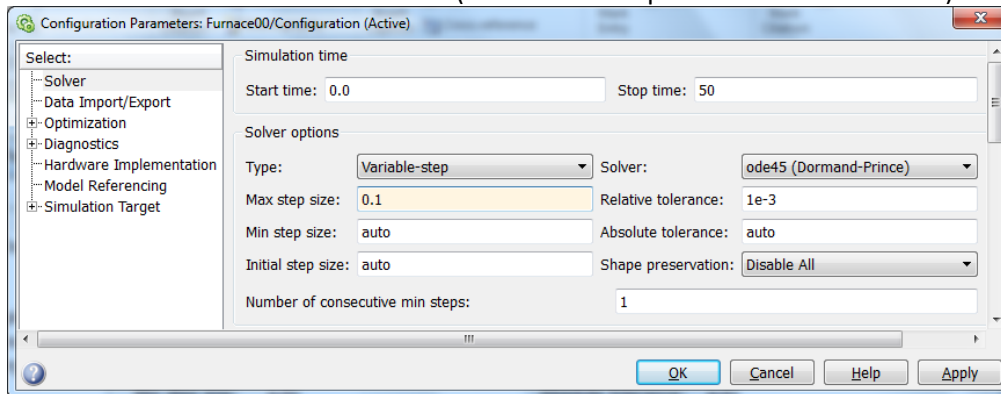 Configuration Parameters: Furnace00/Configuration (Active)
Select:
Solver
Data Import/Export
Optimization
Diagnostics
Hardware Implementation
Model Referencing
Simulation Target
Simulation time
Start time: 0.0 Stop time: 50
Solver options
Type: Variable-step Solver: ode45 (Dormand-Prince)
Max step size: 0.1 Relative tolerance: 1e-3
Min step size: auto Absolute tolerance: auto
Initial step size: auto Shape preservation: Disable All
Number of consecutive min steps: 1
OK Cancel Help Apply